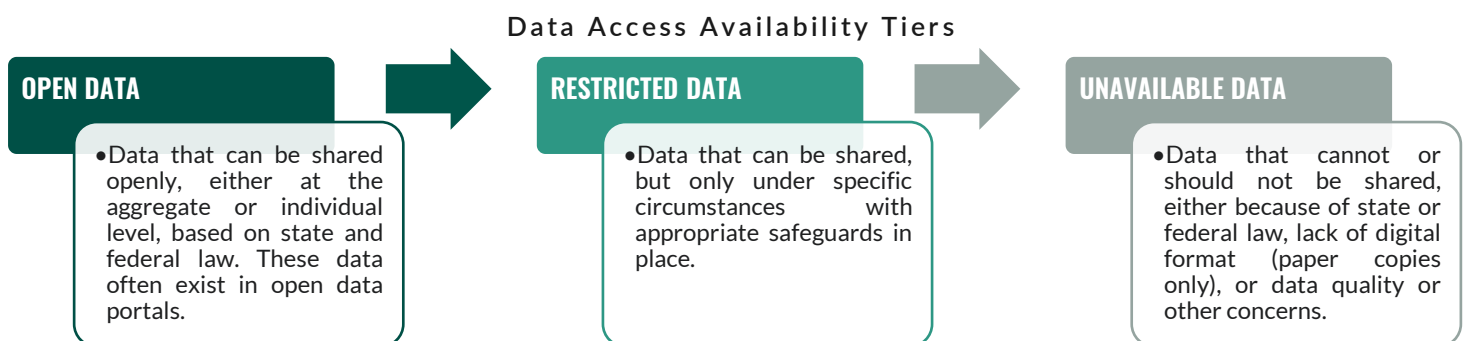 Data Access Availability Tiers
OPEN DATA
•Data that can be shared
openly, either at the
aggregate or individual
level, based on state and
federal law. These data
often exist in open data
portals.
RESTRICTED DATA
•Data that can be shared,
but only under specific
circumstances with
appropriate safeguards in
place.
UNAVAILABLE DATA
•Data that cannot or
should not be shared,
either because of state or
federal law, lack of digital
format (paper copies
only), or data quality or
other concerns.